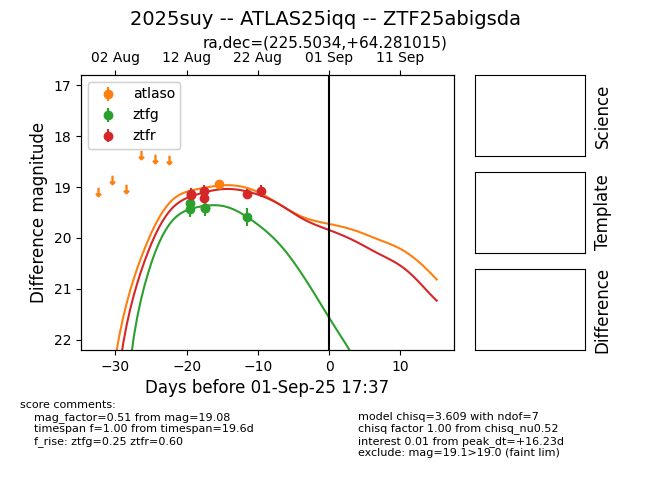 2025suy -- ATLAS25iqq -- ZTF25abigsda
ra,dec=(225.5034,+64.281015)
02 Aug 12 Aug 22 Aug 01 Sep 11 Sep
atlaso
ztfg
ztfr
17
18
19
20
21
22
Difference magnitude
−30 −20 −10 0 10
Days before 01-Sep-25 17:37
Science
Template
Difference
score comments:
mag_factor=0.51 from mag=19.08
timespan f=1.00 from timespan=19.6d
f_rise: ztfg=0.25 ztfr=0.60
model chisq=3.609 with ndof=7
chisq factor 1.00 from chisq_nu0.52
interest 0.01 from peak_dt=+16.23d
exclude: mag=19.1>19.0 (faint lim)